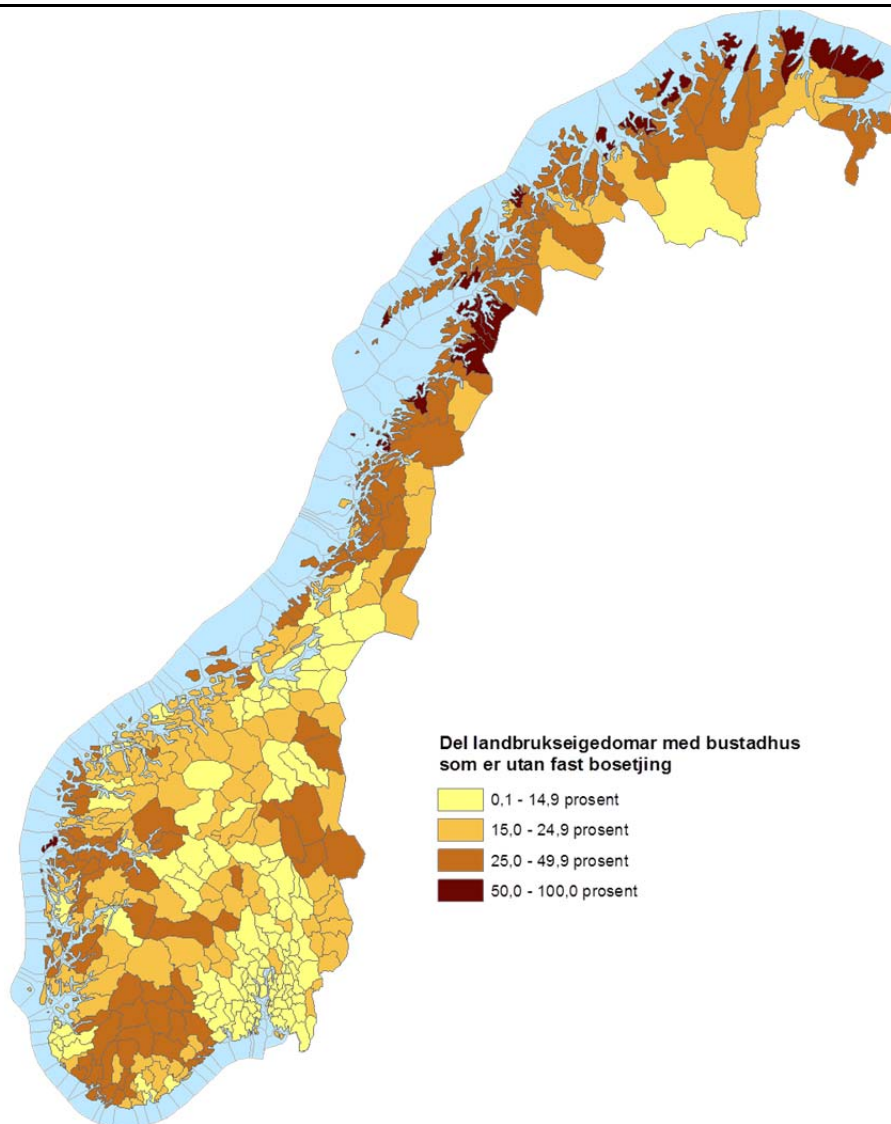 Del landbrukseigedomar med bustadhus
som er utan fast bosetjing
0,1 - 14,9 prosent
15,0 - 24,9 prosent
25,0 - 49,9 prosent
50,0 - 100,0 prosent